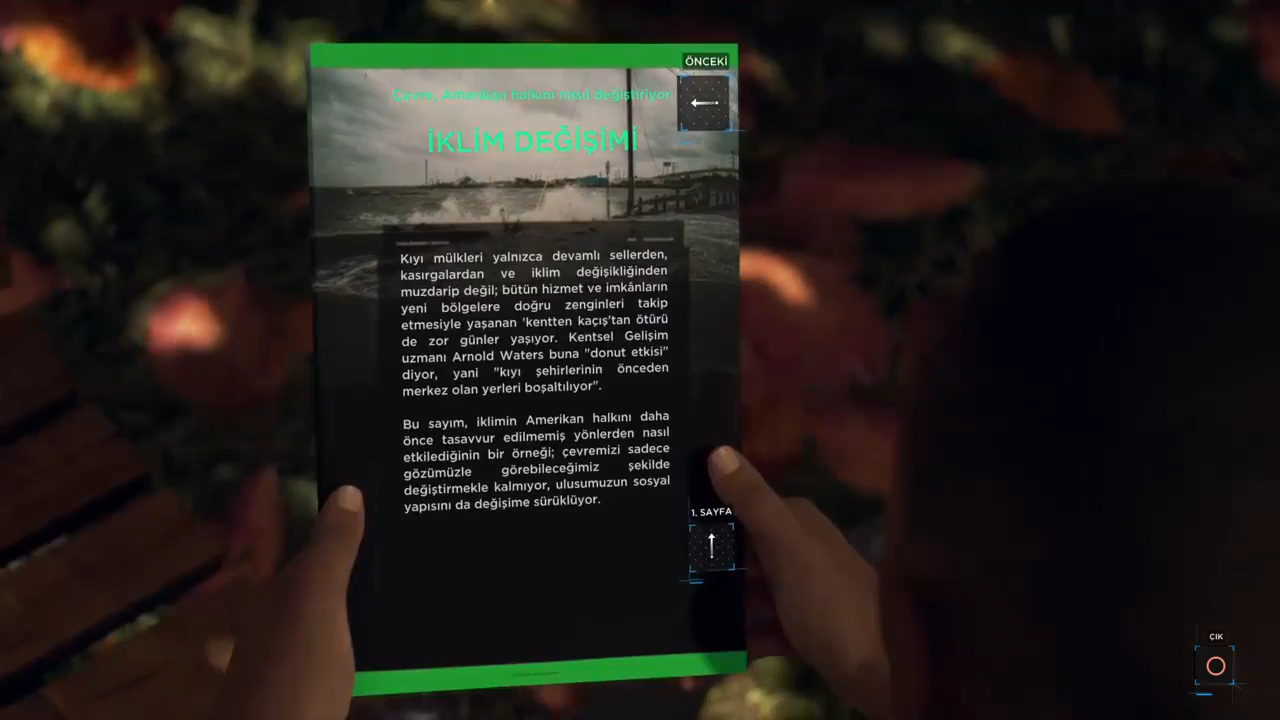 ÖNCEKİ
Çevre, Amerikan halkını nasıl değiştiriyor
İKLİM DEĞİŞİMİ
Kıyı mülkleri yalnızca devamlı sellerden,
kasırgalardan ve iklim değişikliğinden
muzdarip değil; bütün hizmet ve imkânların
yeni bölgelere doğru zenginleri takip
etmesiyle yaşanan 'kentten kaçış'tan ötürü
de zor günler yaşıyor. Kentsel Gelişim
uzmanı Arnold Waters buna "donut etkisi"
diyor, yani "kıyı şehirlerinin önceden
merkez olan yerleri boşaltılıyor".
Bu sayım, iklimin Amerikan halkını daha
önce tasavvur edilmemiş yönlerden nasıl
etkilediğinin bir örneği; çevremizi sadece
gözümüzle görebileceğimiz şekilde
değiştirmekle kalmıyor, ulusumuzun sosyal
yapısını da değişime sürüklüyor.
1. SAYFA
ÇIK